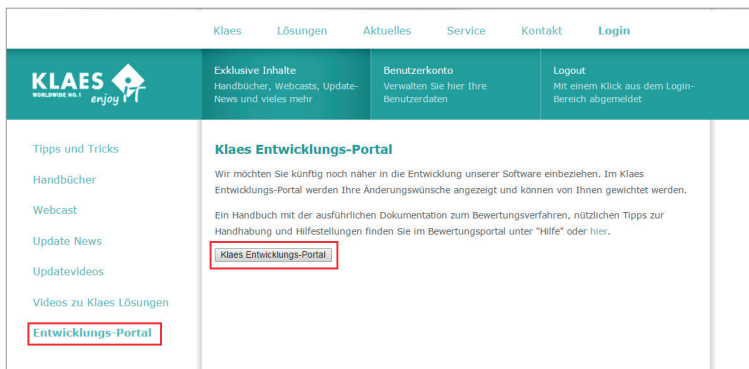 Klaes Lösungen Aktuelles Service Kontakt Login
KLAES
WORLDWIDE NO. 1
enjoy IT
Exklusive Inhalte
Handbücher, Webcasts, Update-
News und vieles mehr
Benutzerkonto
Verwalten Sie hier Ihre
Benutzerdaten
Logout
Mit einem Klick aus dem Login-
Bereich abgemeldet
Tipps und Tricks
Handbücher
Webcast
Update News
Updatevideos
Videos zu Klaes Lösungen
Entwicklungs-Portal
Klaes Entwicklungs-Portal
Wir möchten Sie künftig noch näher in die Entwicklung unserer Software einbeziehen. Im Klaes
Entwicklungs-Portal werden Ihre Änderungswünsche angezeigt und können von Ihnen gewichtet werden.
Ein Handbuch mit der ausführlichen Dokumentation zum Bewertungsverfahren, nützlichen Tipps zur
Handhabung und Hilfestellungen finden Sie im Bewertungsportal unter "Hilfe" oder hier.
Klaes Entwicklungs-Portal